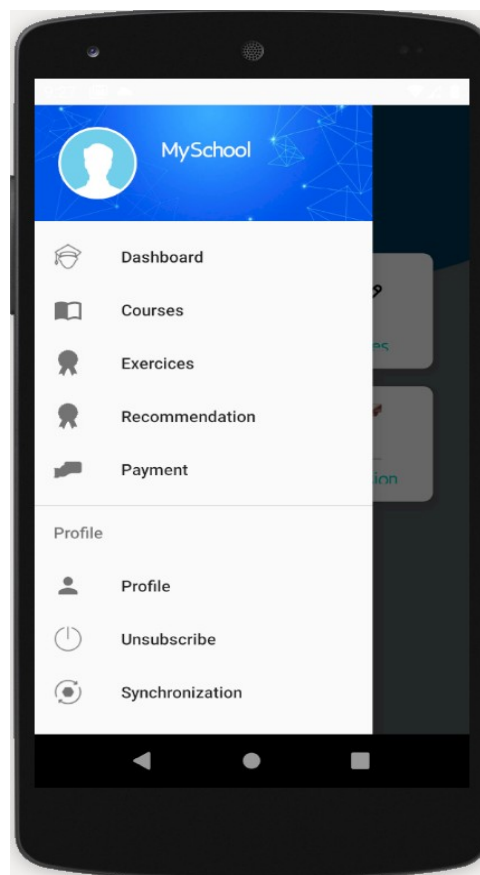 MySchool
Dashboard
Courses
Exercices
Recommendation
Payment
Profile
Profile
Unsubscribe
Synchronization